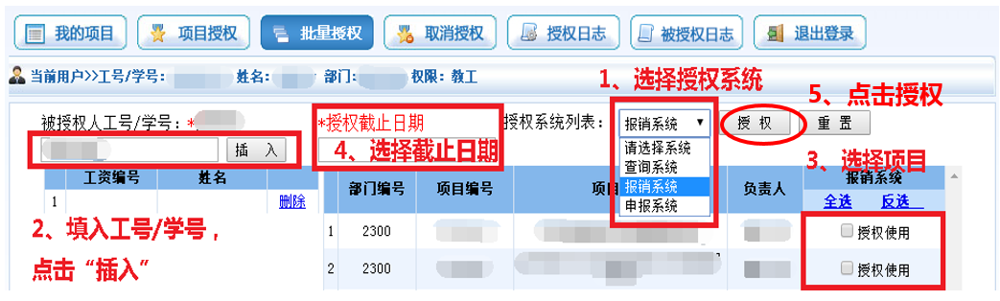 我的项目 项目授权 批量授权 取消授权 授权日志 被授权日志 退出登录
当前用户>>工号/学号： 姓名： 部门： 权限：教工
1、选择授权系统
5、点击授权
被授权人工号/学号：* *授权截止日期 授权系统列表： 报销系统 授 权 重 置
插 入 4、选择截止日期
请选择系统
查询系统
报销系统
申报系统
3、选择项目
工资编号 姓名 部门编号 项目编号 项目 负责人 报销系统
全选 反选
1 删除
2、填入工号/学号，
点击“插入”
1 2300 授权使用
2 2300 授权使用